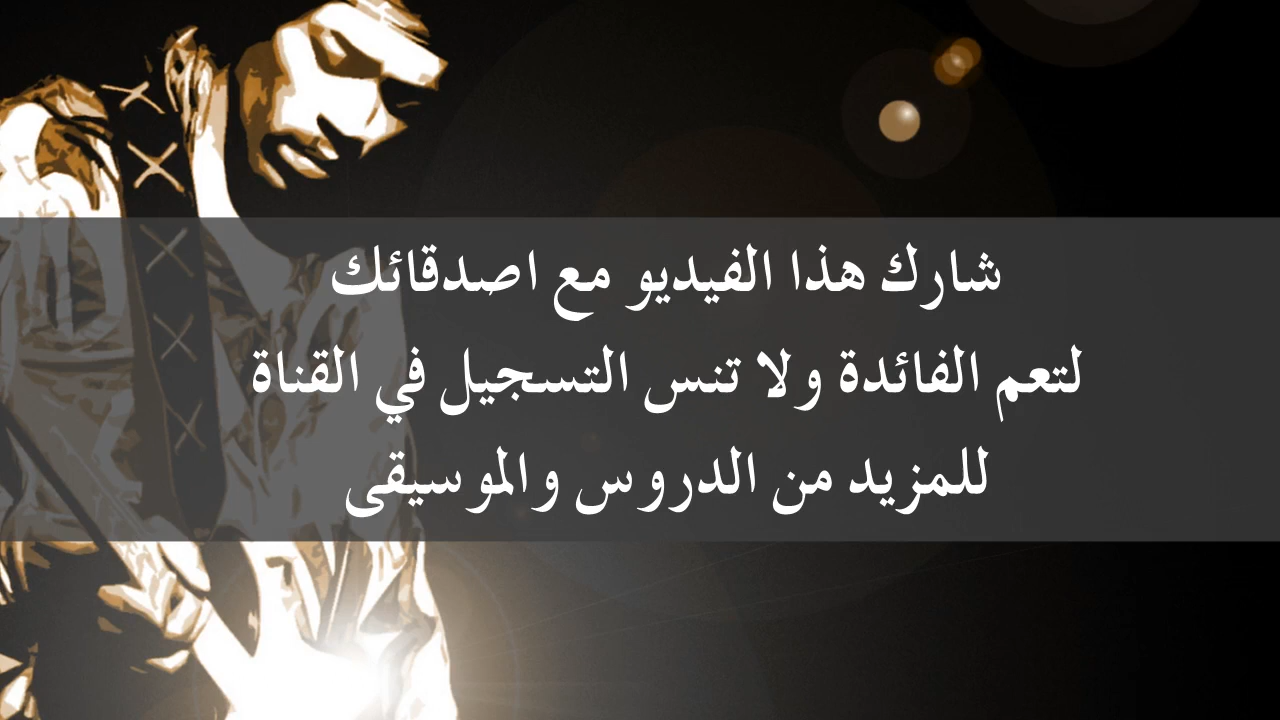 شارك هذا الفيديو مع اصدقائك
لتعم الفائدة ولا تنس التسجيل في القناة
للمزيد من الدروس والموسيقى